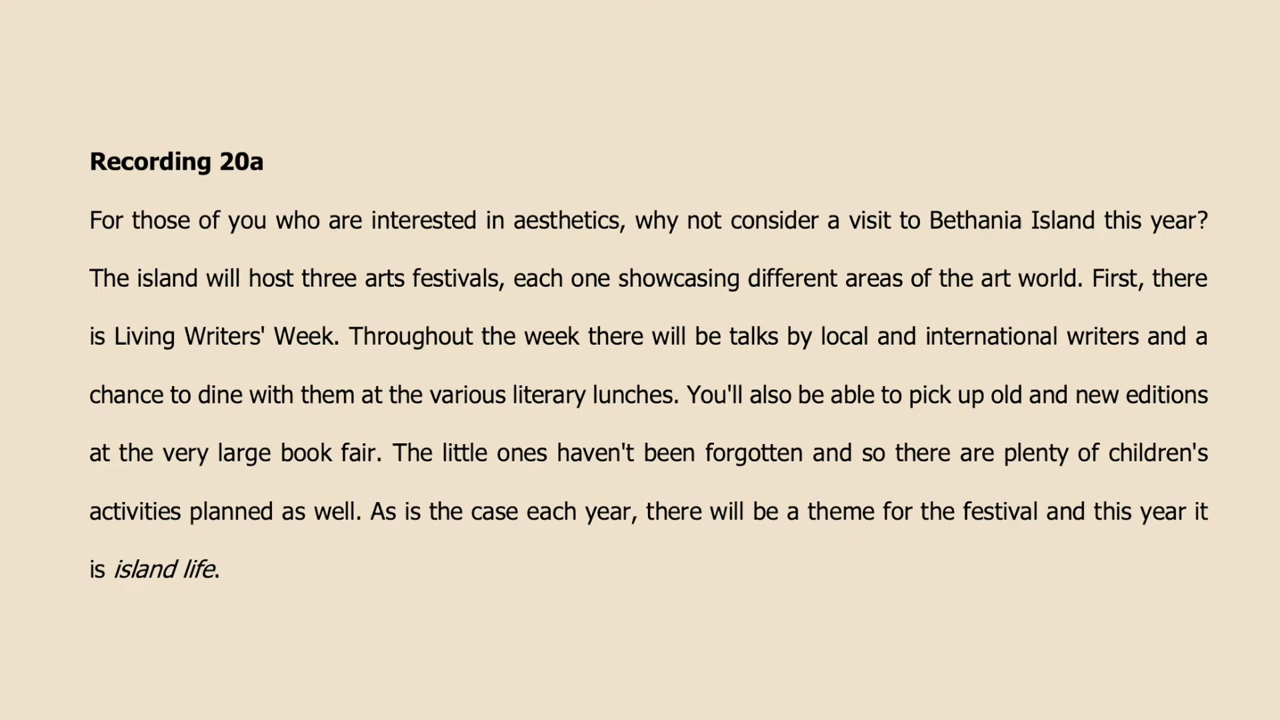 Recording 20a
For those of you who are interested in aesthetics, why not consider a visit to Bethania Island this year?
The island will host three arts festivals, each one showcasing different areas of the art world. First, there
is Living Writers' Week. Throughout the week there will be talks by local and international writers and a
chance to dine with them at the various literary lunches. You'll also be able to pick up old and new editions
at the very large book fair. The little ones haven't been forgotten and so there are plenty of children's
activities planned as well. As is the case each year, there will be a theme for the festival and this year it
is island life.